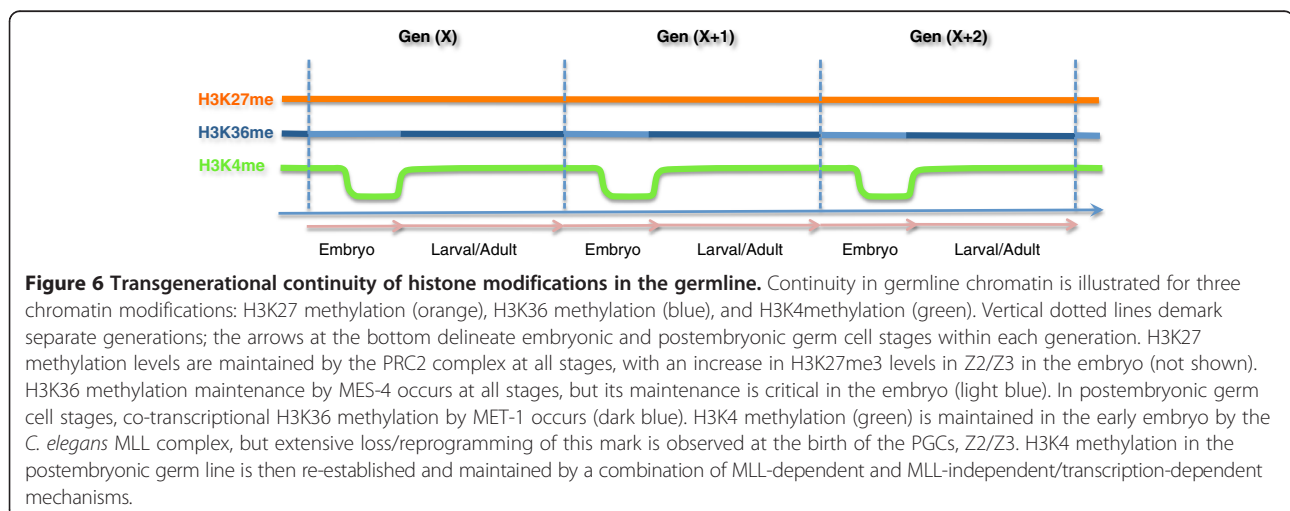 Gen (X) Gen (X+1) Gen (X+2)
H3K27me
H3K36me
H3K4me
Embryo Larval/Adult Embryo Larval/Adult Embryo Larval/Adult
Figure 6 Transgenerational continuity of histone modifications in the germline. Continuity in germline chromatin is illustrated for three
chromatin modifications: H3K27 methylation (orange), H3K36 methylation (blue), and H3K4methylation (green). Vertical dotted lines demark
separate generations; the arrows at the bottom delineate embryonic and postembryonic germ cell stages within each generation. H3K27
methylation levels are maintained by the PRC2 complex at all stages, with an increase in H3K27me3 levels in Z2/Z3 in the embryo (not shown).
H3K36 methylation maintenance by MES-4 occurs at all stages, but its maintenance is critical in the embryo (light blue). In postembryonic germ
cell stages, co-transcriptional H3K36 methylation by MET-1 occurs (dark blue). H3K4 methylation (green) is maintained in the early embryo by the
C. elegans MLL complex, but extensive loss/reprogramming of this mark is observed at the birth of the PGCs, Z2/Z3. H3K4 methylation in the
postembryonic germ line is then re-established and maintained by a combination of MLL-dependent and MLL-independent/transcription-dependent
mechanisms.